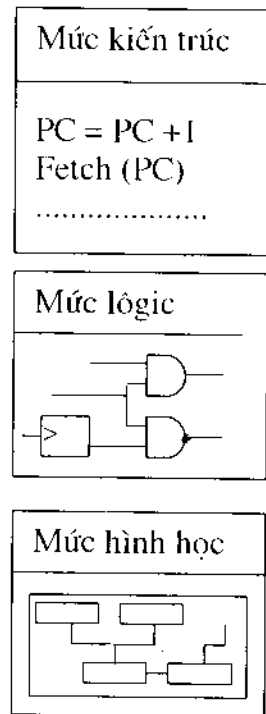 Mức kiến trúc
PC = PC +1
Fetch (PC)
..................
Mức lôgic
>
Mức hình học